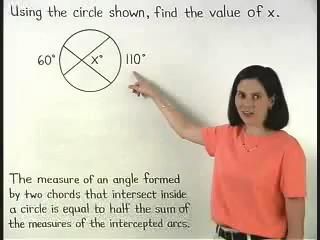 Using the circle shown, find the value of x.
60° x° 110°
The measure of an angle formed
by two chords that intersect inside
a circle is equal to half the sum of
the measures of the intercepted arcs.